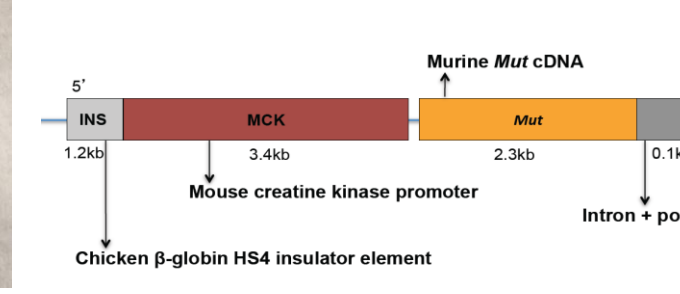 Murine Mut cDNA
5'
INS
MCK
Mut
1.2kb
3.4kb
2.3kb
Mouse creatine kinase promoter
Intron +
Chicken β-globin HS4 insulator element